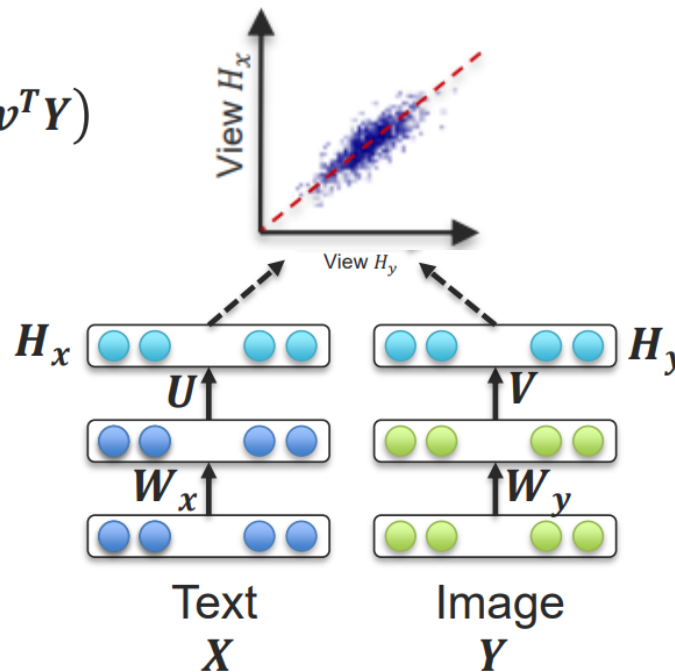 View H_x
v^T Y)
View H_y
H_x
H_y
U
V
W_x
W_y
Text
Image
X
Y